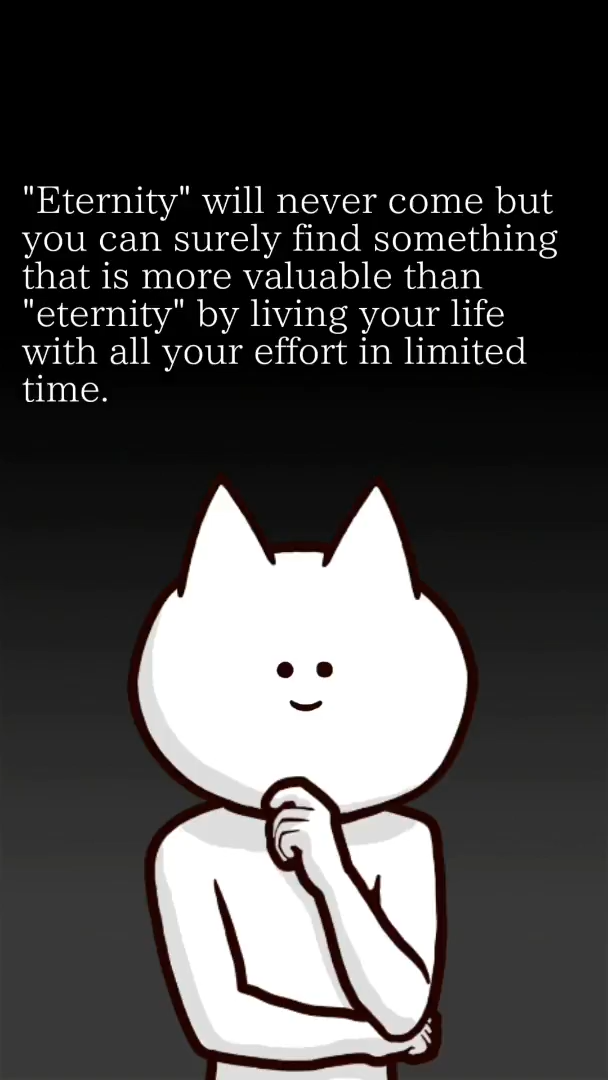 "Eternity" will never come but
you can surely find something
that is more valuable than
"eternity" by living your life
with all your effort in limited
time.